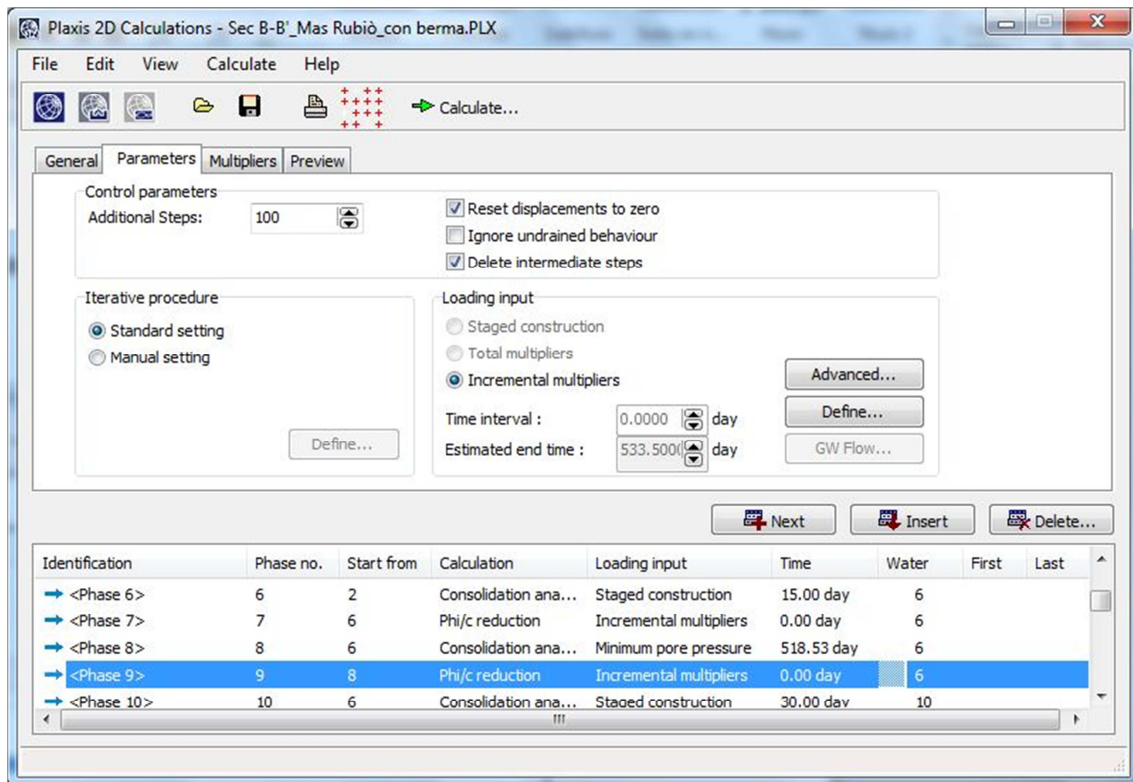 Plaxis 2D Calculations - Sec B-B'_Mas Rubiò_con berma.PLX
File Edit View Calculate Help
Calculate...
General Parameters Multipliers Preview
Control parameters
Additional Steps: 100
Reset displacements to zero
Ignore undrained behaviour
Delete intermediate steps
Iterative procedure
Standard setting
Manual setting
Define...
Loading input
Staged construction
Total multipliers
Incremental multipliers
Advanced...
Time interval : 0.0000 day Define...
Estimated end time : 533.500 day GW Flow...
Next Insert Delete...
Identification Phase no. Start from Calculation Loading input Time Water First Last
<Phase 6> 6 2 Consolidation ana... Staged construction 15.00 day 6
<Phase 7> 7 6 Phi/c reduction Incremental multipliers 0.00 day 6
<Phase 8> 8 6 Consolidation ana... Minimum pore pressure 518.53 day 6
<Phase 9> 9 8 Phi/c reduction Incremental multipliers 0.00 day 6
<Phase 10> 10 6 Consolidation ana... Staged construction 30.00 day 10